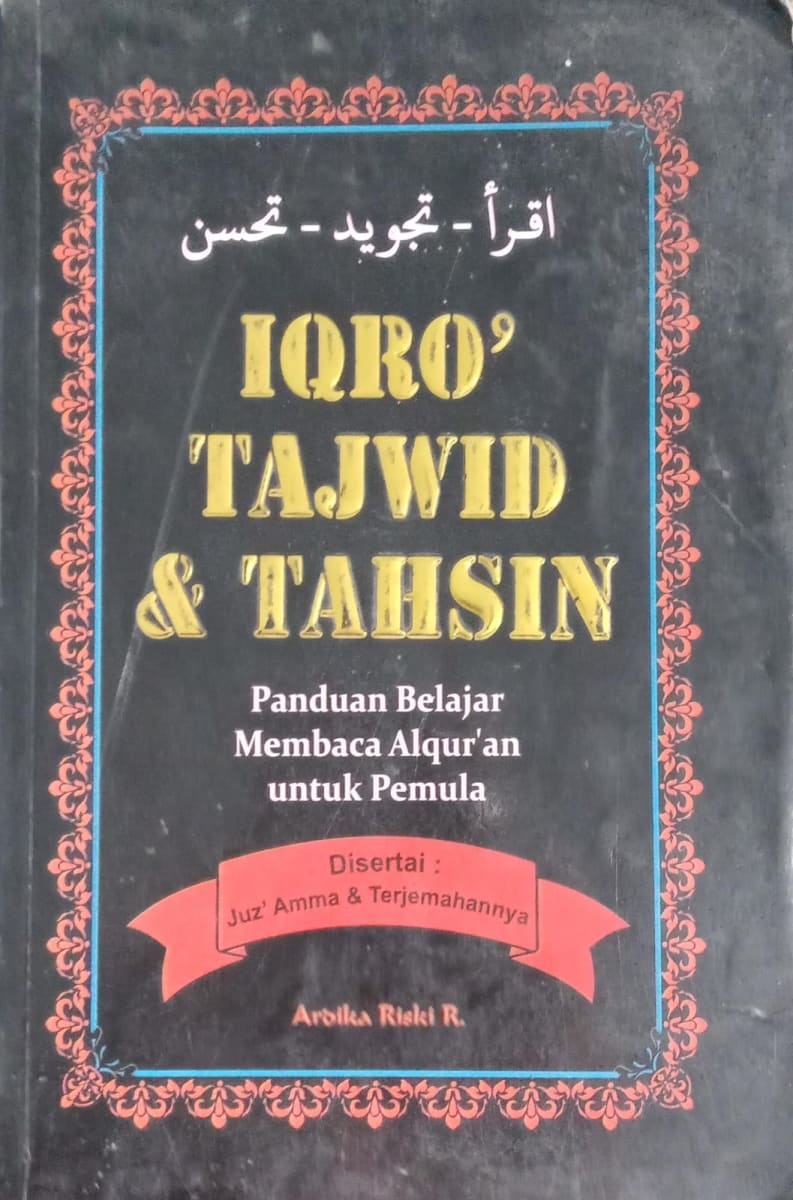 اقرأ - تجويد - تحسن
IQRO'
TAJWID
& TAHSIN
Panduan Belajar
Membaca Alqur'an
untuk Pemula
Disertai :
Juz' Amma & Terjemahannya
Ardika Riski R.